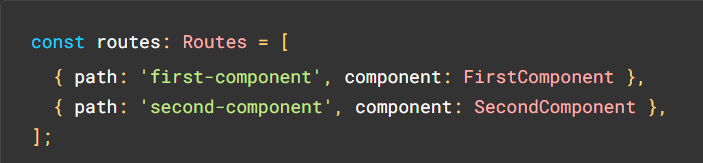 const routes: Routes = [
{ path: 'first-component', component: FirstComponent },
{ path: 'second-component', component: SecondComponent },
];